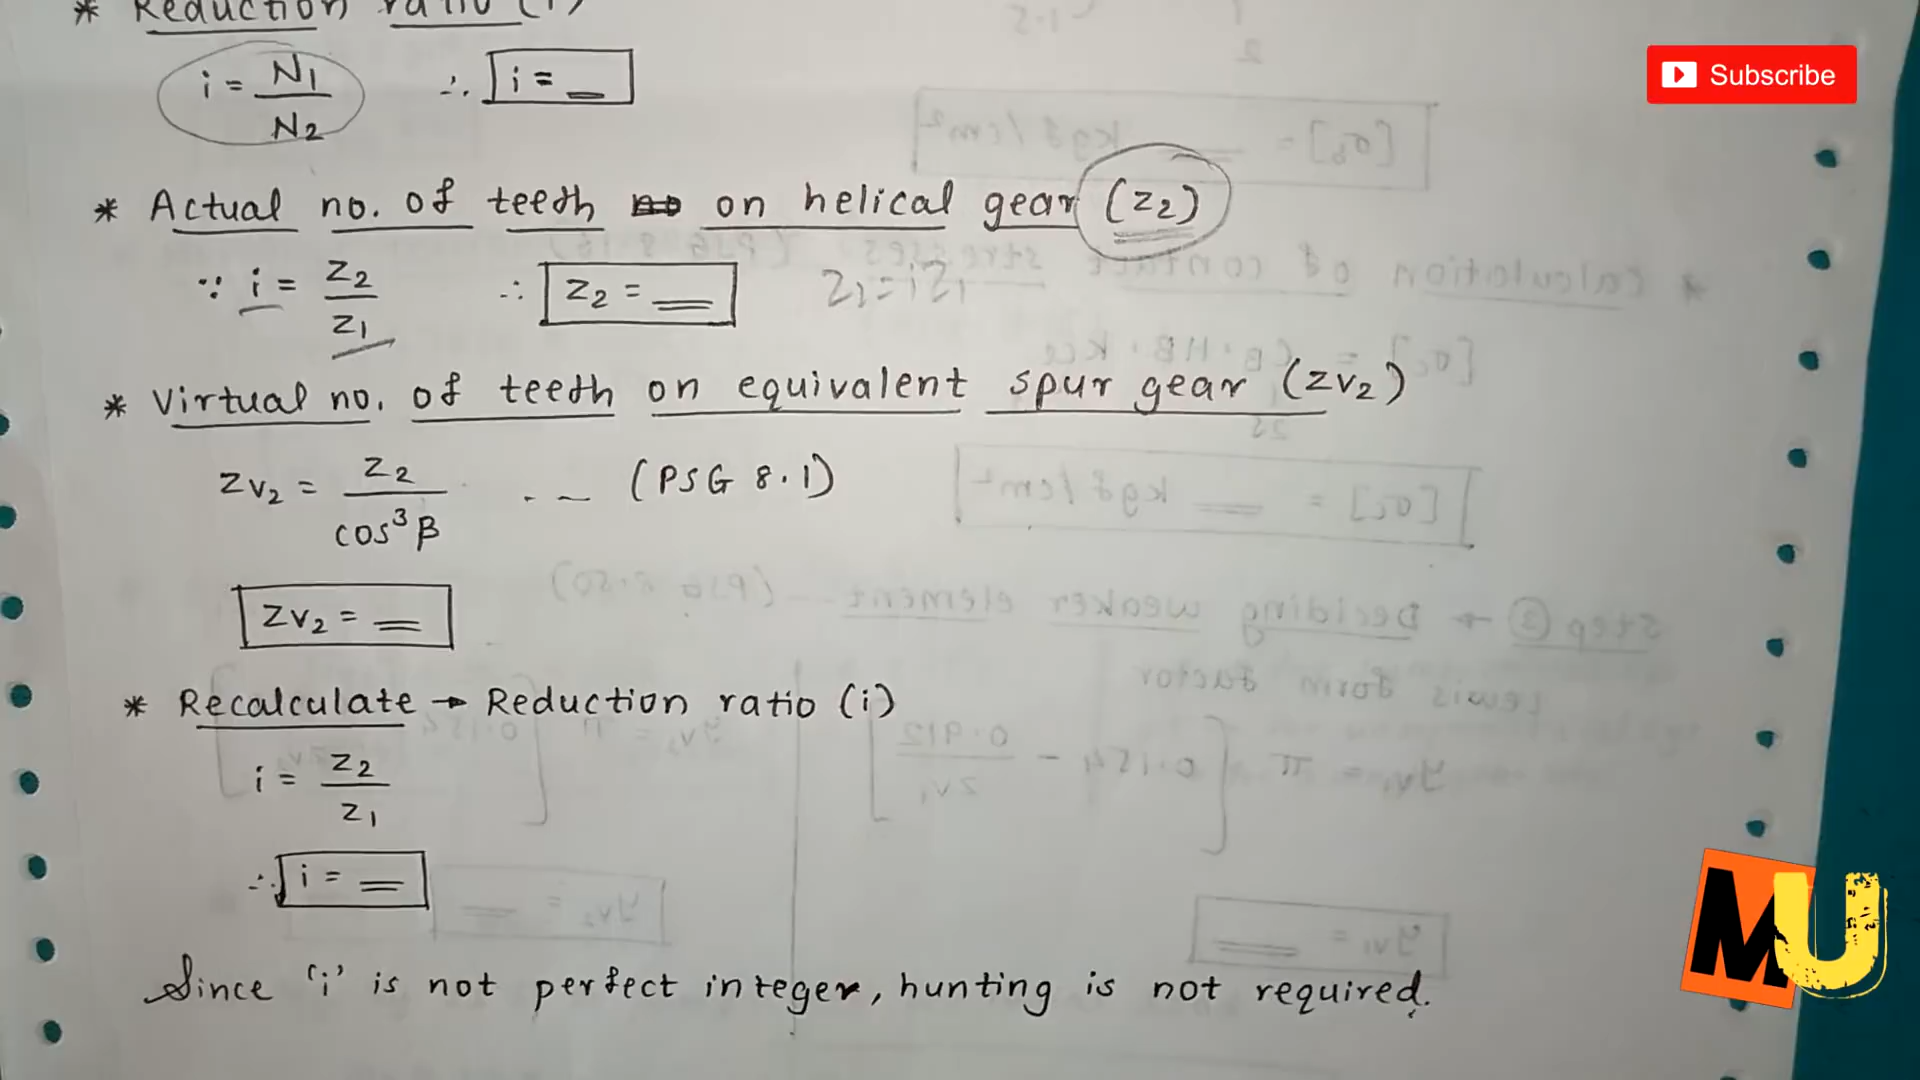 * Reduction ratio (i)
i = N1 / N2 ∴ i = __
Subscribe
* Actual no. of teeth on helical gear (z2)
∵ i = z2 / z1 ∴ z2 = __ z2 = iz1
* Virtual no. of teeth on equivalent spur gear (zv2)
zv2 = z2 / cos³ β ... (PSG 8.1)
zv2 = __
* Recalculate → Reduction ratio (i)
i = z2 / z1
∴ i = __
Since 'i' is not perfect integer, hunting is not required.
MU